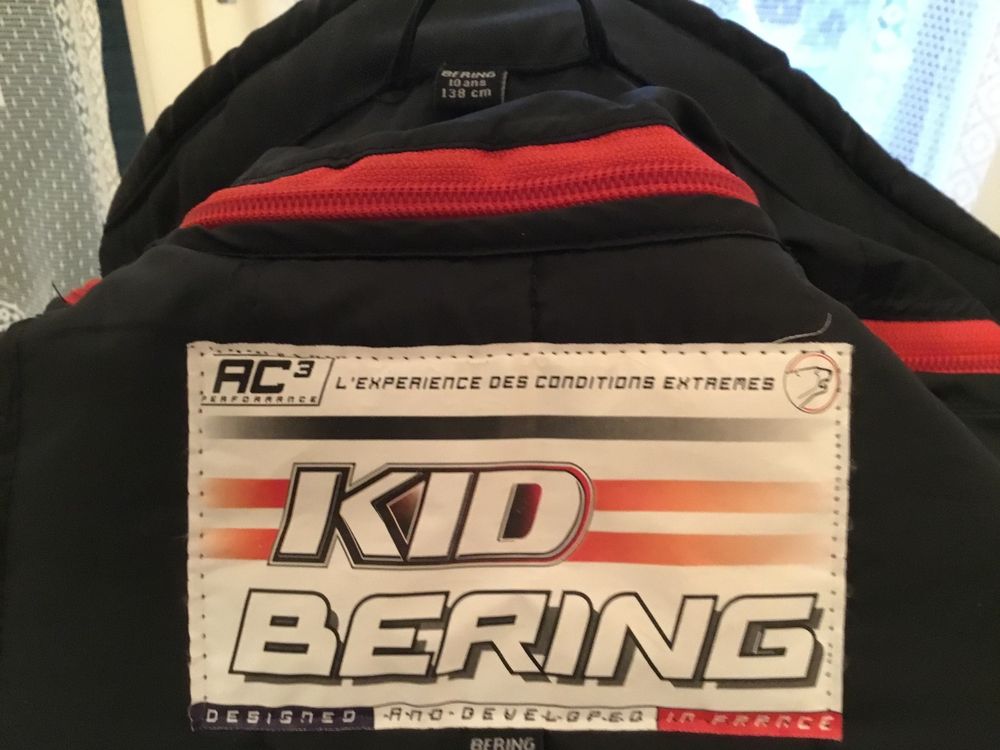 BERING
10 ans
138 cm
AC³ L'EXPERIENCE DES CONDITIONS EXTREMES
PERFORMANCE
KID
BERING
DESIGNED AND DEVELOPED IN FRANCE
BERING